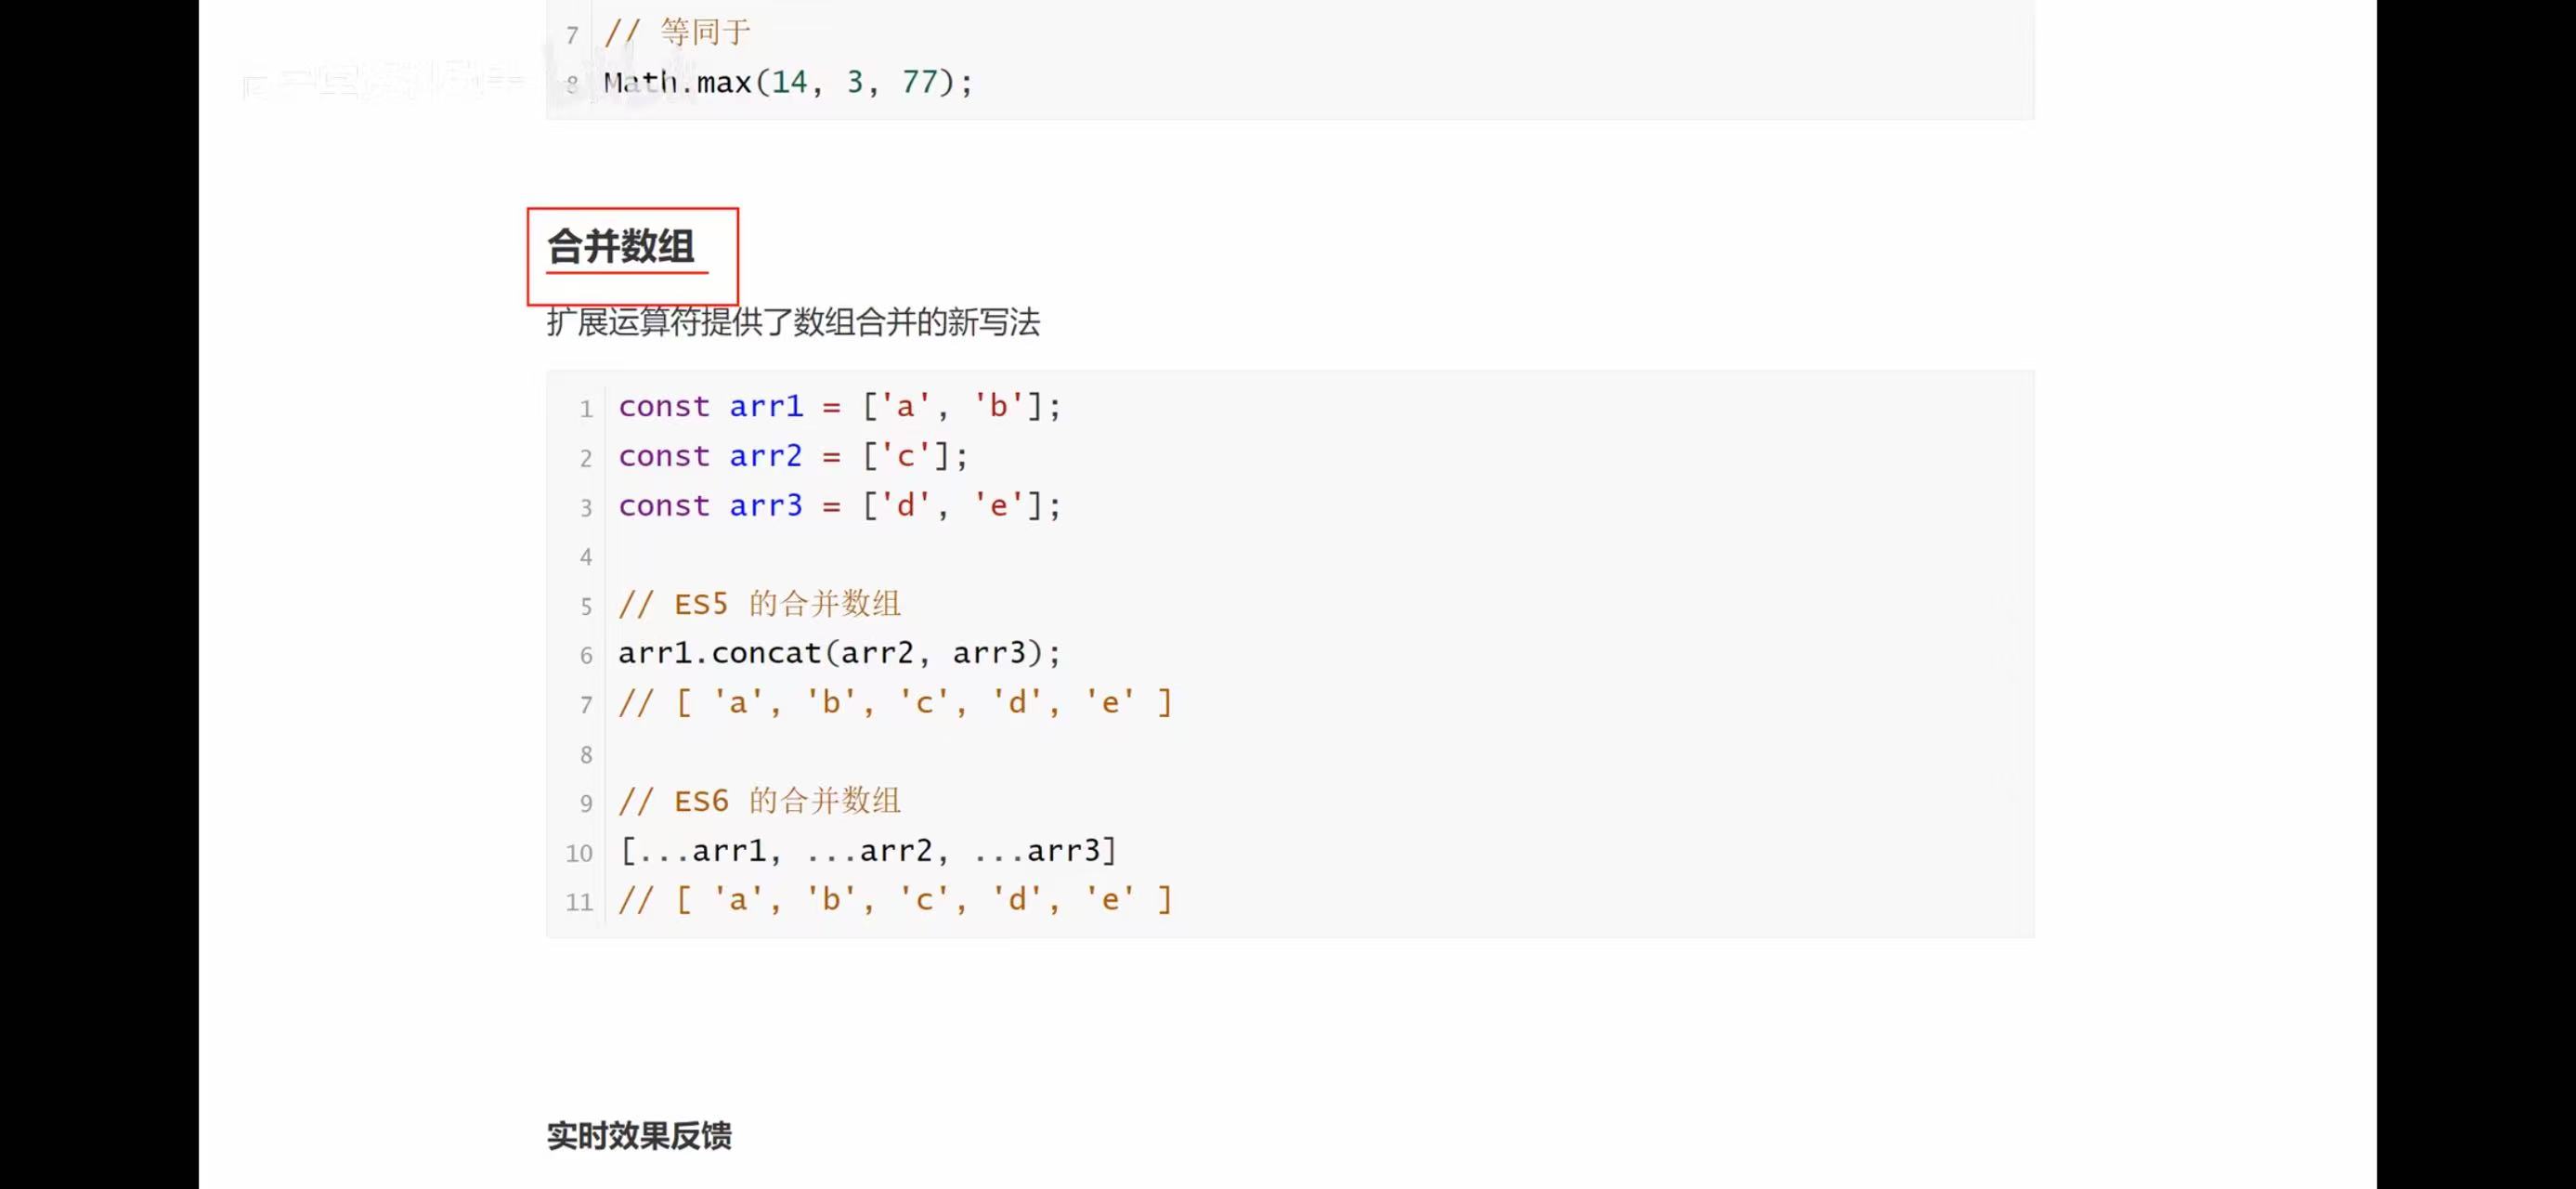 7 // 等同于
8 Math.max(14, 3, 77);
合并数组
扩展运算符提供了数组合并的新写法
1 const arr1 = ['a', 'b'];
2 const arr2 = ['c'];
3 const arr3 = ['d', 'e'];
4
5 // ES5 的合并数组
6 arr1.concat(arr2, arr3);
7 // [ 'a', 'b', 'c', 'd', 'e' ]
8
9 // ES6 的合并数组
10 [...arr1, ...arr2, ...arr3]
11 // [ 'a', 'b', 'c', 'd', 'e' ]
实时效果反馈